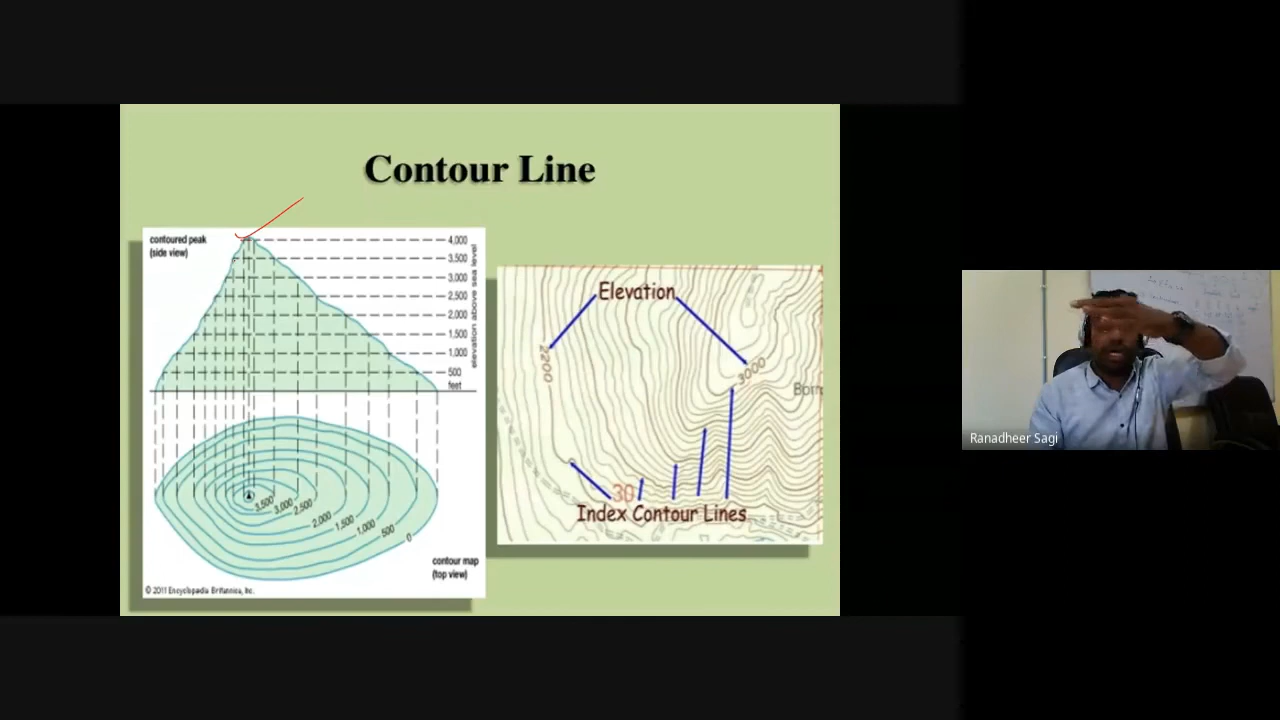 Contour Line
contoured peak
(side view)
4,000
3,500
3,000
2,500
2,000
1,500
1,000
500
feet
elevation above sea level
3,500
3,000
2,500
2,000
1,500
1,000
500
0
contour map
(top view)
© 2011 Encyclopædia Britannica, Inc.
Elevation
2200
3000
Born
30
Index Contour Lines
Ranadheer Sagi